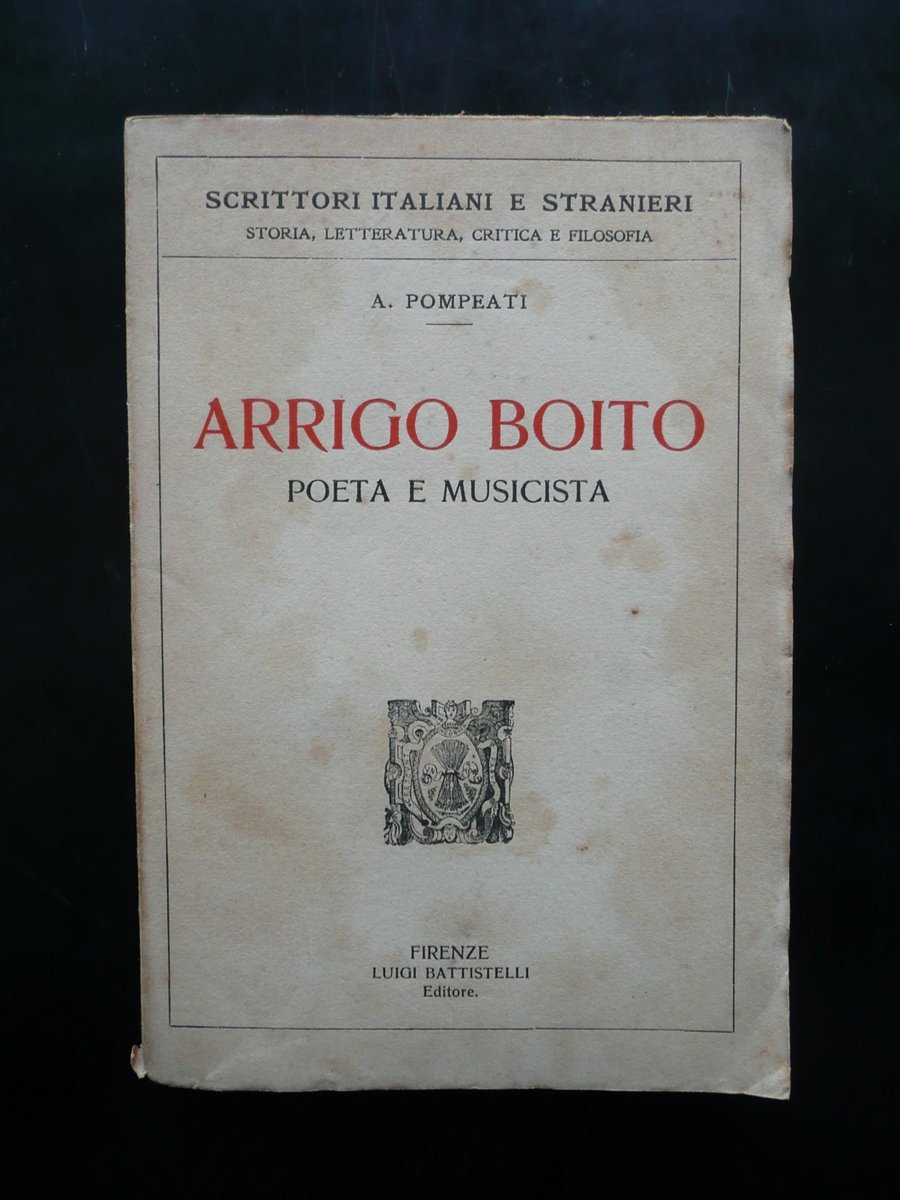 SCRITTORI ITALIANI E STRANIERI
STORIA, LETTERATURA, CRITICA E FILOSOFIA
A. POMPEATI
ARRIGO BOITO
POETA E MUSICISTA
FIRENZE
LUIGI BATTISTELLI
Editore.